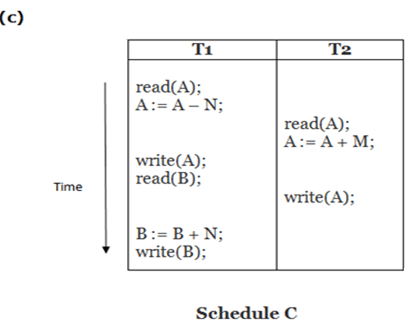 (c)
T1 T2
read(A);
A:= A – N;
read(A);
A:= A + M;
write(A);
read(B);
Time
write(A);
B:= B + N;
write(B);
Schedule C